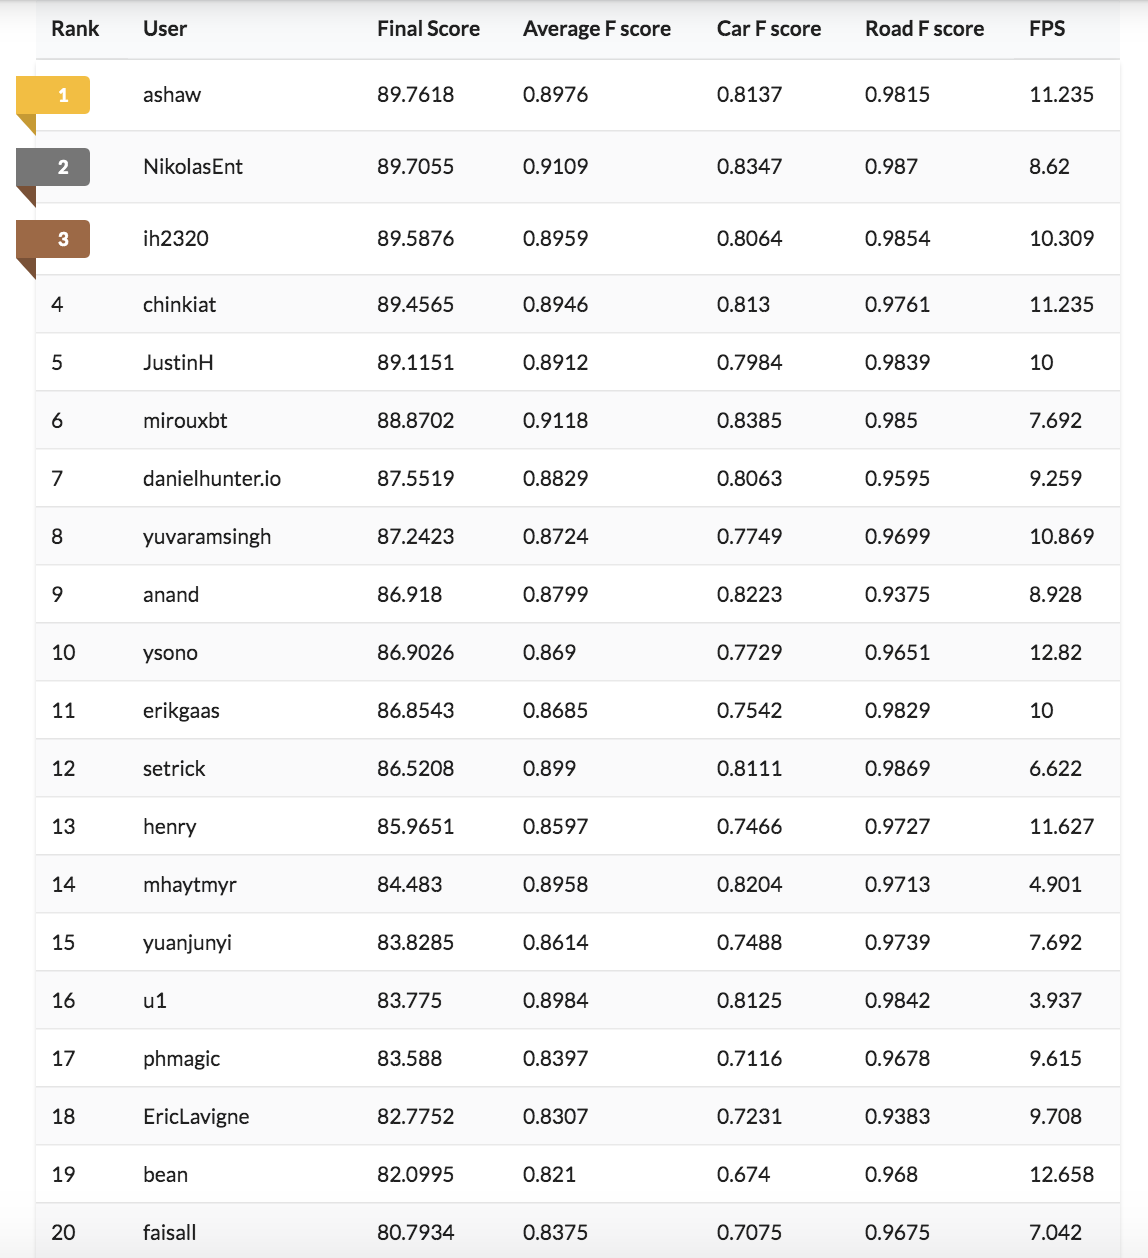 Rank User Final Score Average F score Car F score Road F score FPS
1 ashaw 89.7618 0.8976 0.8137 0.9815 11.235
2 NikolasEnt 89.7055 0.9109 0.8347 0.987 8.62
3 ih2320 89.5876 0.8959 0.8064 0.9854 10.309
4 chinkiat 89.4565 0.8946 0.813 0.9761 11.235
5 JustinH 89.1151 0.8912 0.7984 0.9839 10
6 mirouxbt 88.8702 0.9118 0.8385 0.985 7.692
7 danielhunter.io 87.5519 0.8829 0.8063 0.9595 9.259
8 yuvaramsingh 87.2423 0.8724 0.7749 0.9699 10.869
9 anand 86.918 0.8799 0.8223 0.9375 8.928
10 ysono 86.9026 0.869 0.7729 0.9651 12.82
11 erikgaas 86.8543 0.8685 0.7542 0.9829 10
12 setrick 86.5208 0.899 0.8111 0.9869 6.622
13 henry 85.9651 0.8597 0.7466 0.9727 11.627
14 mhaytmyr 84.483 0.8958 0.8204 0.9713 4.901
15 yuanjunyi 83.8285 0.8614 0.7488 0.9739 7.692
16 u1 83.775 0.8984 0.8125 0.9842 3.937
17 phmagic 83.588 0.8397 0.7116 0.9678 9.615
18 EricLavigne 82.7752 0.8307 0.7231 0.9383 9.708
19 bean 82.0995 0.821 0.674 0.968 12.658
20 faisall 80.7934 0.8375 0.7075 0.9675 7.042